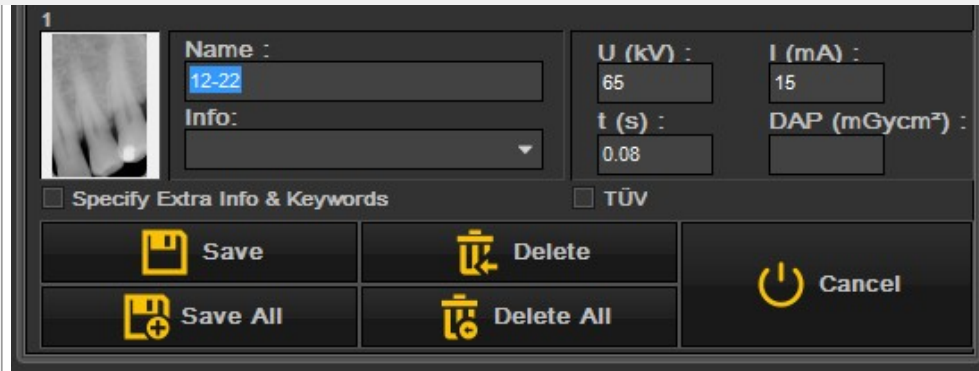 1
Name :
12-22
Info:
U (kV) :
I (mA) :
65
15
t (s) :
DAP (mGycm²) :
0.08
Specify Extra Info & Keywords
TÜV
Save
Delete
Cancel
Save All
Delete All